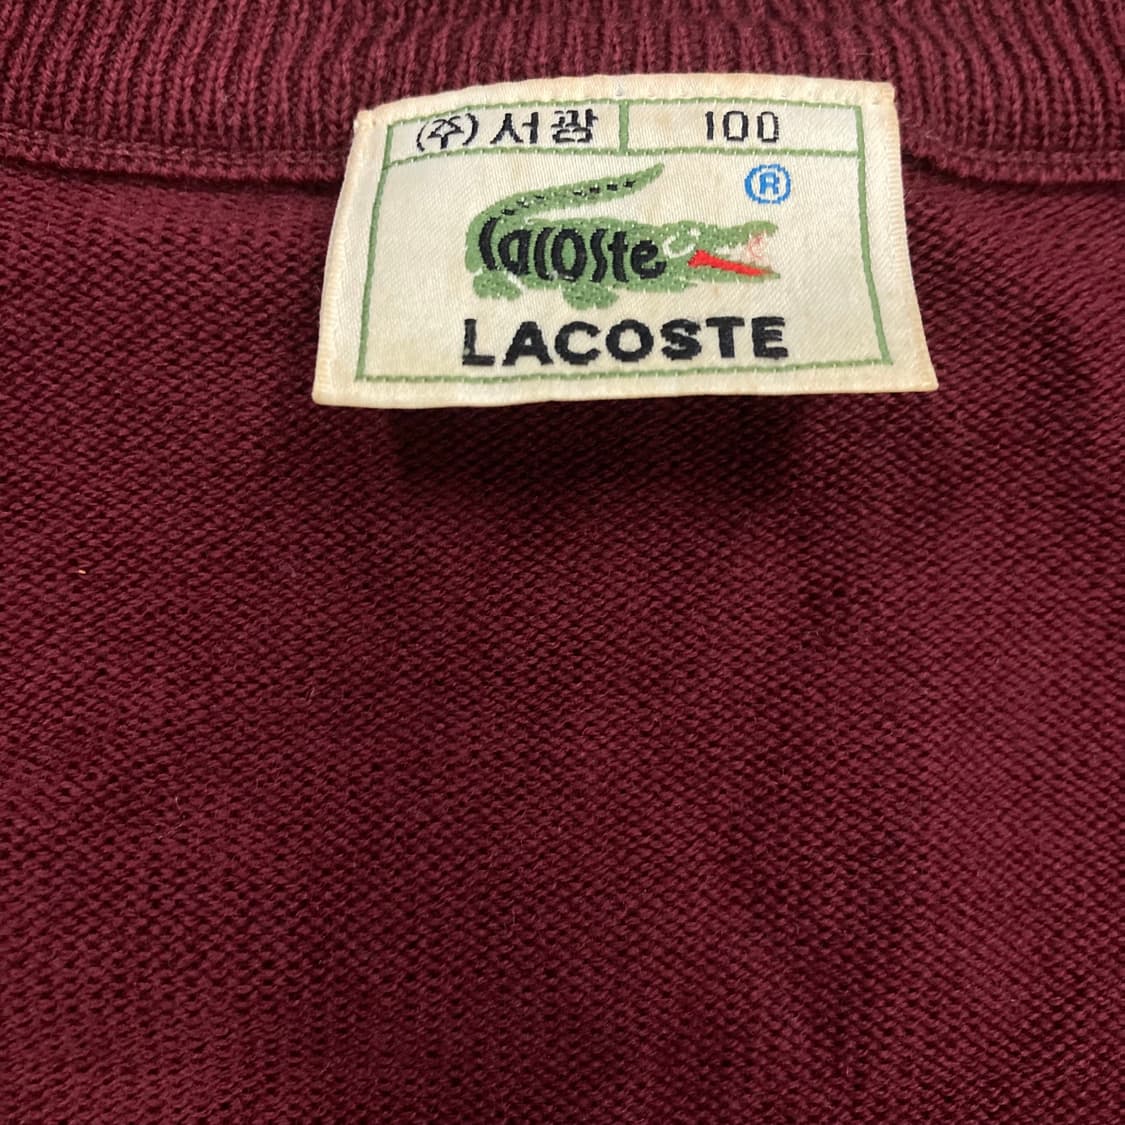 (주) 서광 100
®
Lacoste
LACOSTE